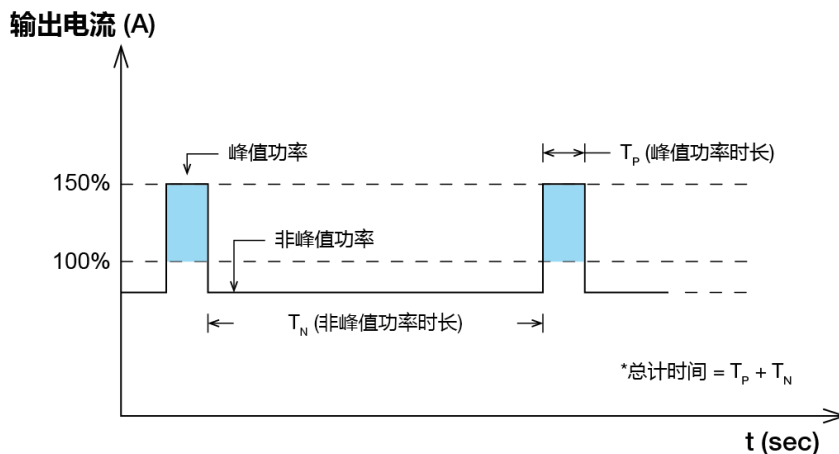 输出电流 (A)
峰值功率
TP (峰值功率时长)
150%
非峰值功率
100%
TN (非峰值功率时长)
*总计时间 = TP + TN
t (sec)